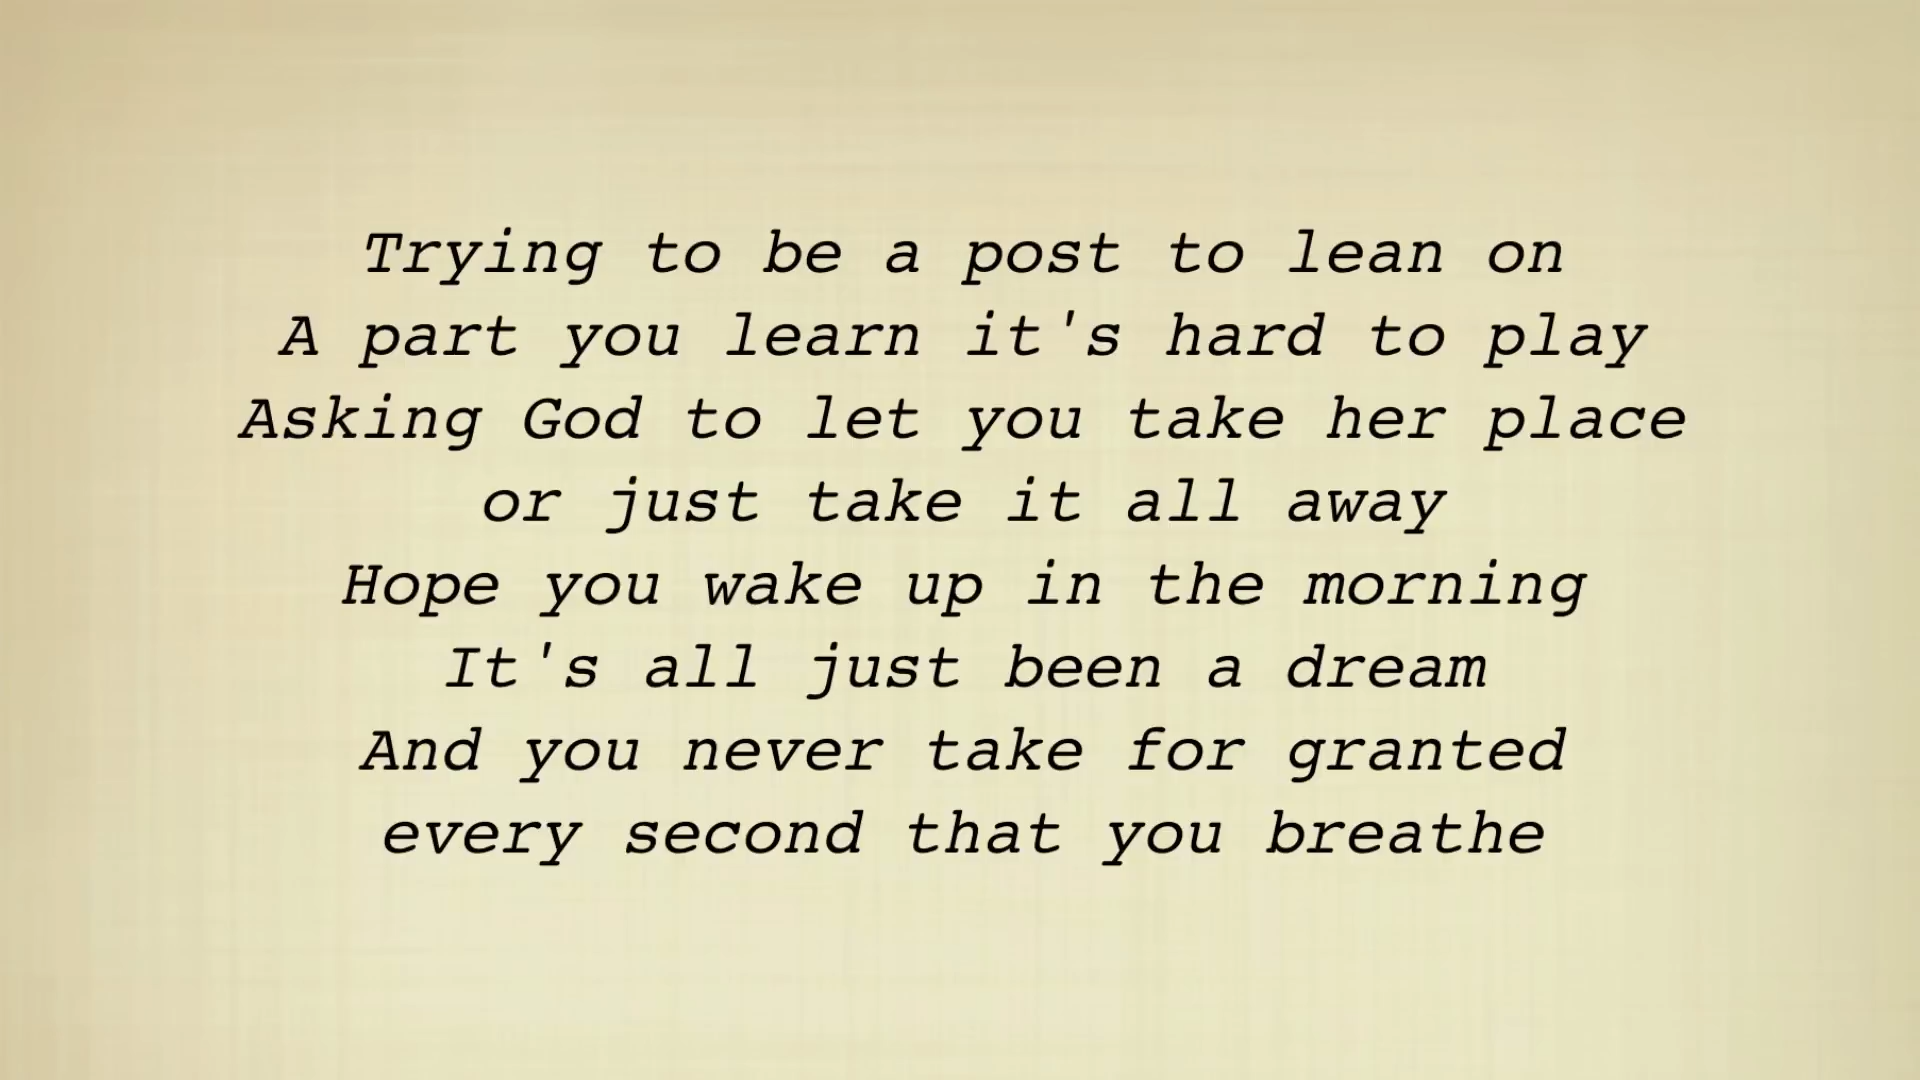 Trying to be a post to lean on
A part you learn it's hard to play
Asking God to let you take her place
or just take it all away
Hope you wake up in the morning
It's all just been a dream
And you never take for granted
every second that you breathe